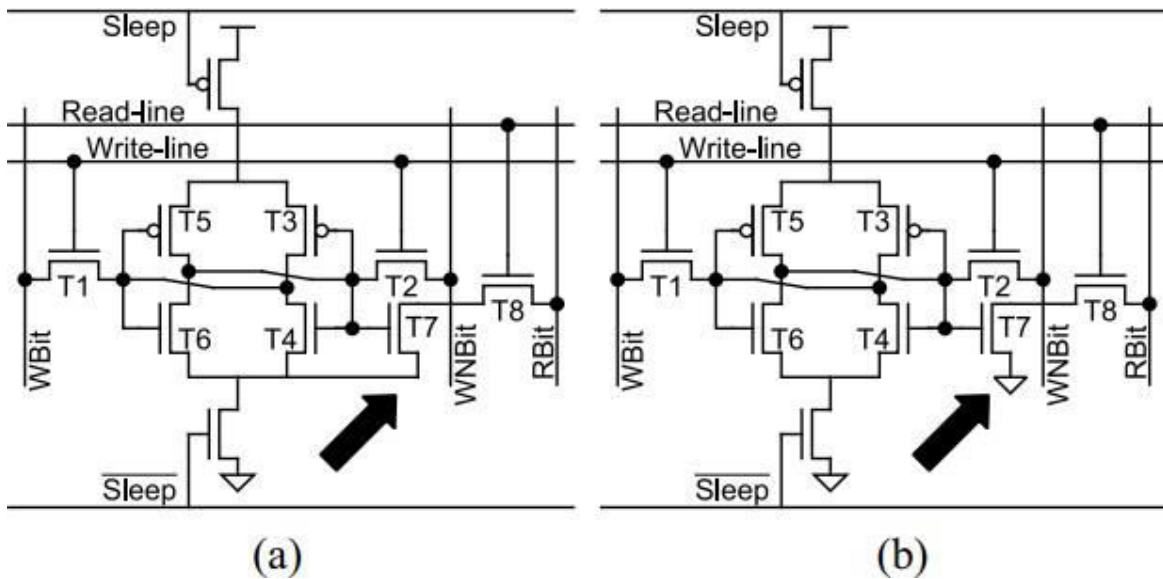 Sleep
Read-line
Write-line
T5
T3
T1
T2
T6
T4
T7
T8
WBit
WNBit
RBit
Sleep
(a)
Sleep
Read-line
Write-line
T5
T3
T1
T2
T6
T4
T7
T8
WBit
WNBit
RBit
Sleep
(b)